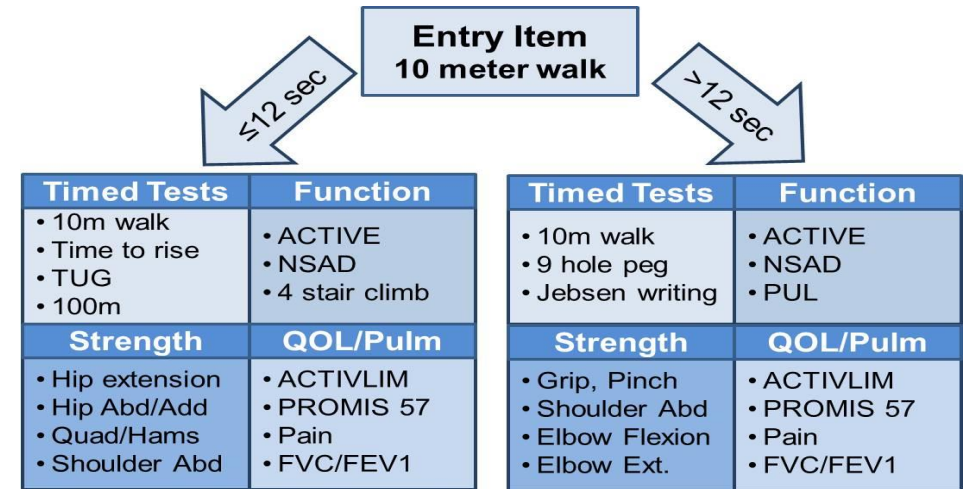 Entry Item
10 meter walk
≤12 sec
>12 sec
Timed Tests
• 10m walk
• Time to rise
• TUG
• 100m
Function
• ACTIVE
• NSAD
• 4 stair climb
Strength
• Hip extension
• Hip Abd/Add
• Quad/Hams
• Shoulder Abd
QOL/Pulm
• ACTIVLIM
• PROMIS 57
• Pain
• FVC/FEV1
Timed Tests
• 10m walk
• 9 hole peg
• Jebsen writing
Function
• ACTIVE
• NSAD
• PUL
Strength
• Grip, Pinch
• Shoulder Abd
• Elbow Flexion
• Elbow Ext.
QOL/Pulm
• ACTIVLIM
• PROMIS 57
• Pain
• FVC/FEV1